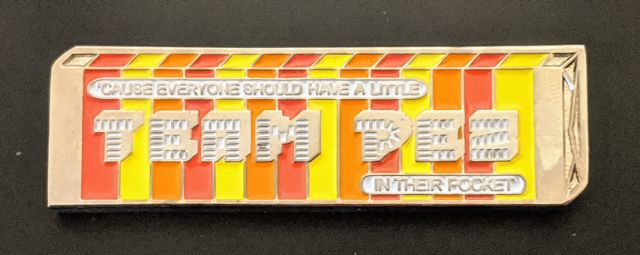 'CAUSE EVERYONE SHOULD HAVE A LITTLE
TEAM PEZ
IN THEIR POCKET'